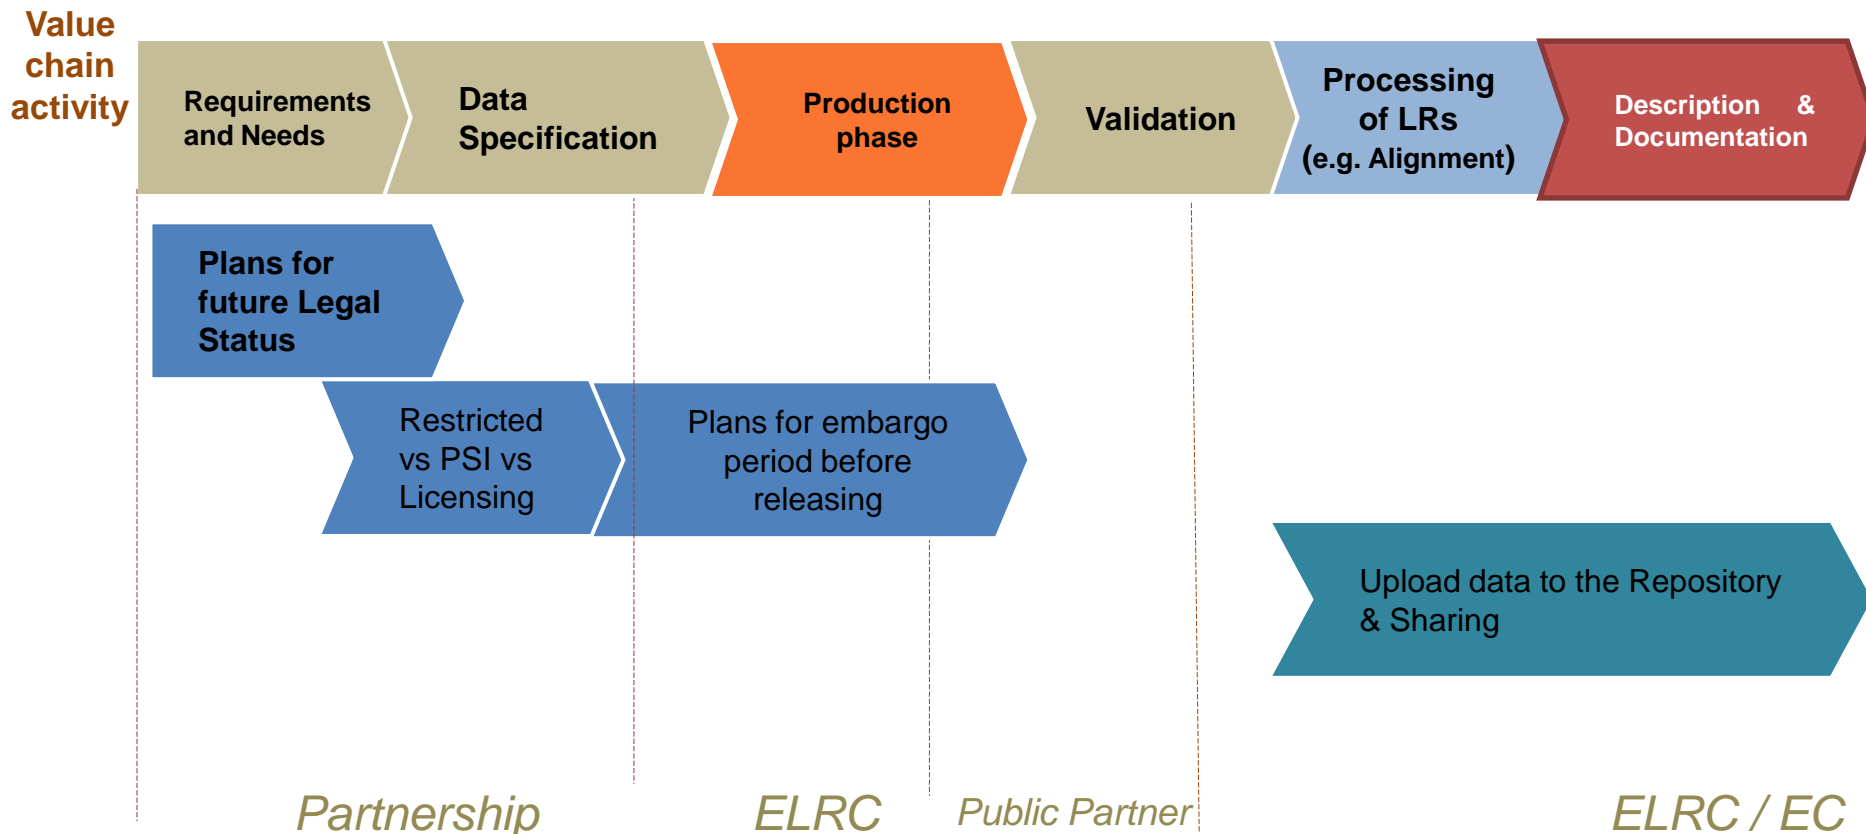 Value
chain
activity
Requirements
and Needs
Data
Specification
Production
phase
Validation
Processing
of LRs
(e.g. Alignment)
Description &
Documentation
Plans for
future Legal
Status
Restricted
vs PSI vs
Licensing
Plans for embargo
period before
releasing
Upload data to the Repository
& Sharing
Partnership
ELRC
Public Partner
ELRC / EC